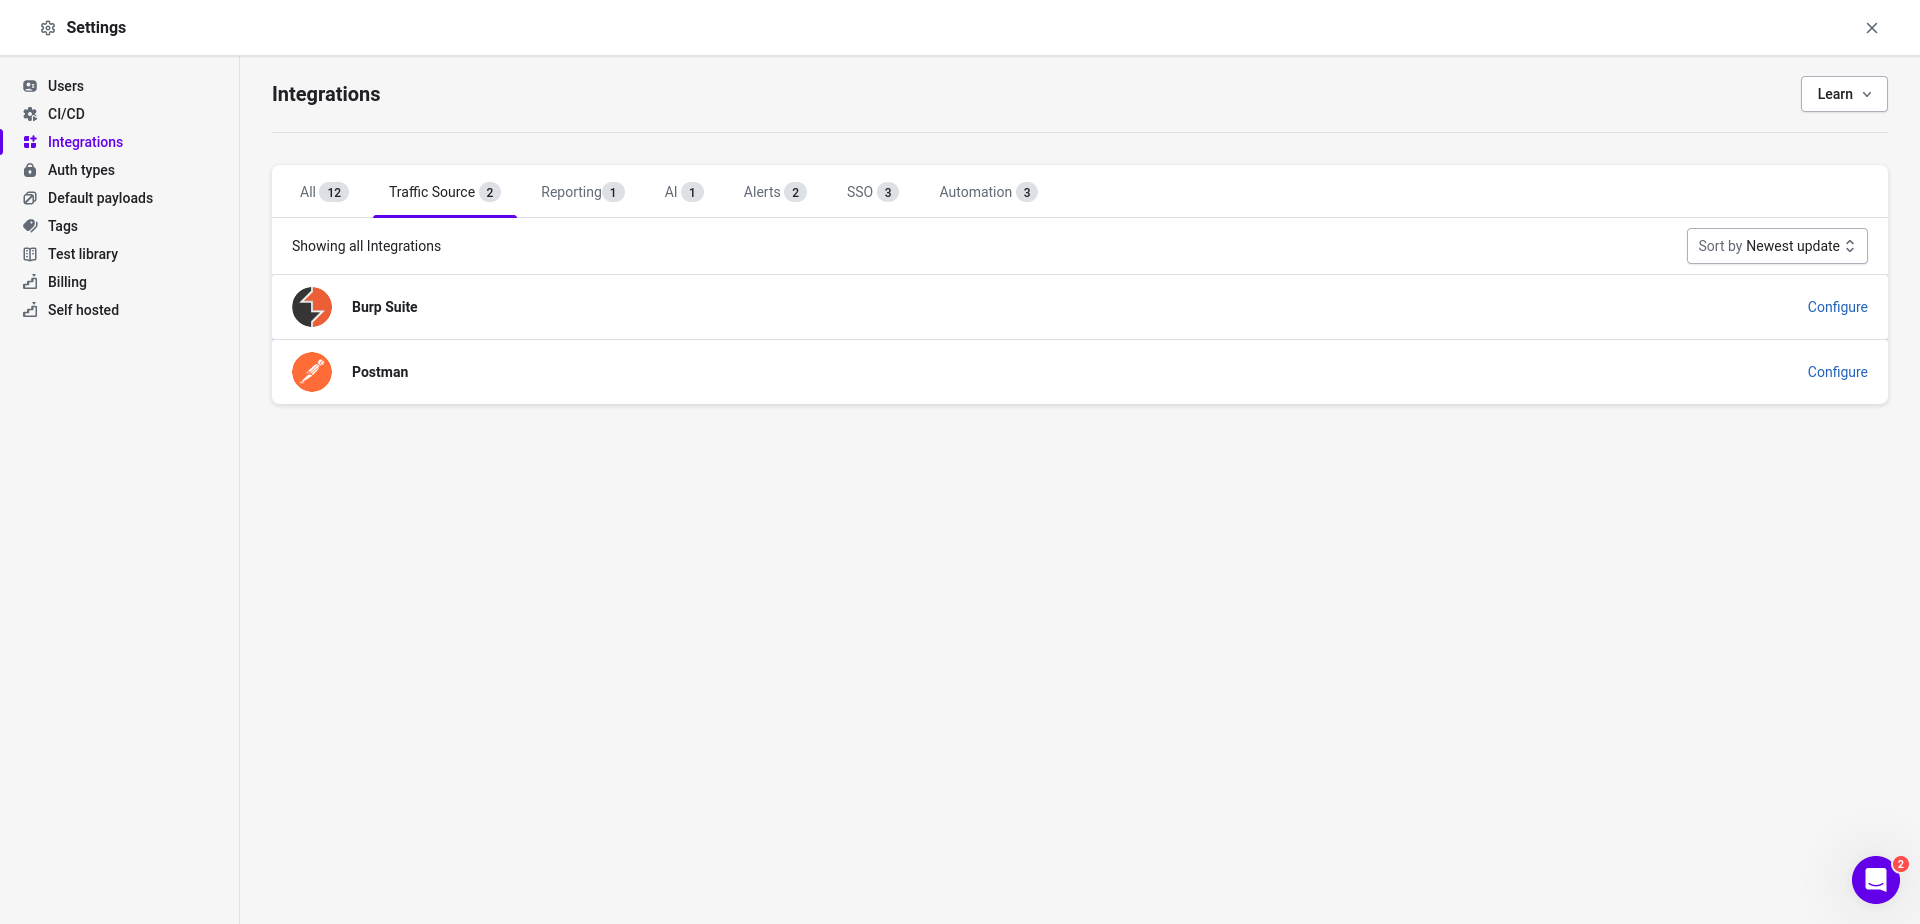 Settings
Users
CI/CD
Integrations
Auth types
Default payloads
Tags
Test library
Billing
Self hosted
Integrations
Learn
All 12 Traffic Source 2 Reporting 1 AI 1 Alerts 2 SSO 3 Automation 3
Showing all Integrations
Sort by Newest update
Burp Suite Configure
Postman Configure
2